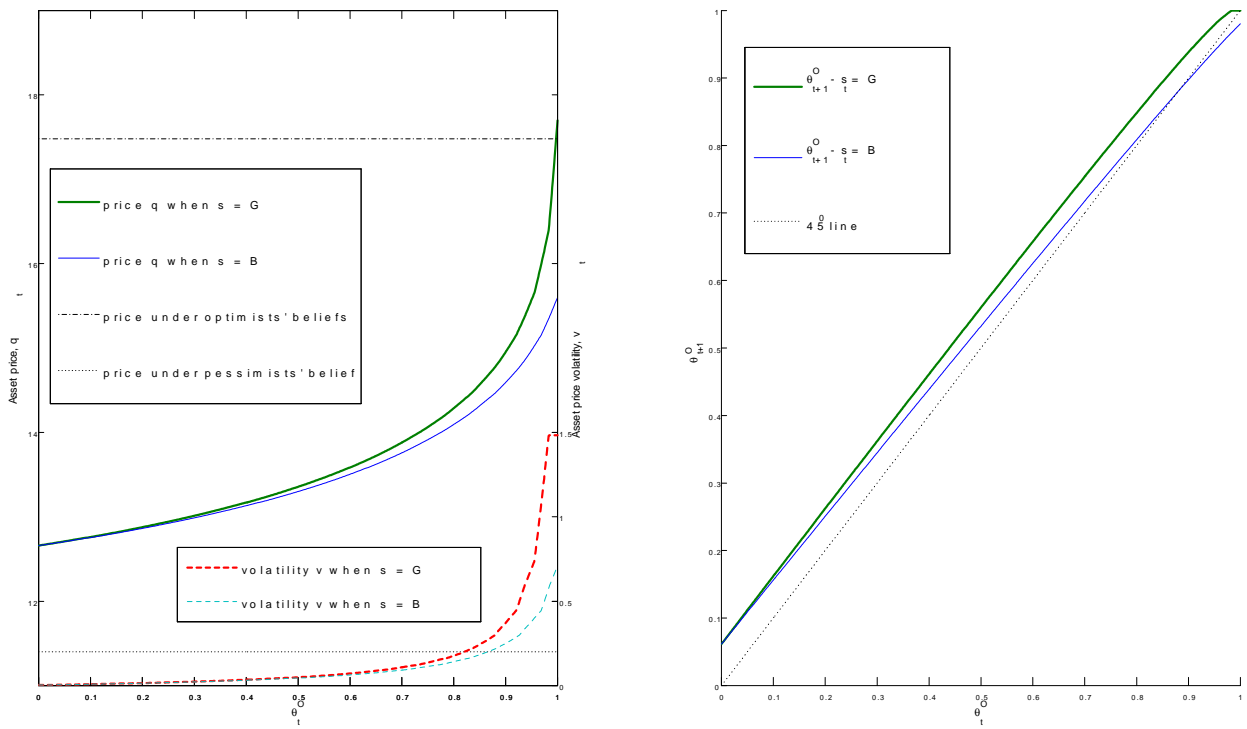 18
16
14
12
Asset price, q
t
price q when s = G
price q when s = B
price under optimists' beliefs
price under pessimists' belief
volatility v when s = G
volatility v when s = B
1.5
1
0.5
0
Asset price volatility, v
t
0 0.1 0.2 0.3 0.4 0.5 0.6 0.7 0.8 0.9 1
θ
O
t
1
0.9
0.8
0.7
0.6
0.5
0.4
0.3
0.2
0.1
0
θ
O
t+1
θ
O
t+1
- s
t
= G
θ
O
t+1
- s
t
= B
45
0
line
0 0.1 0.2 0.3 0.4 0.5 0.6 0.7 0.8 0.9 1
θ
O
t